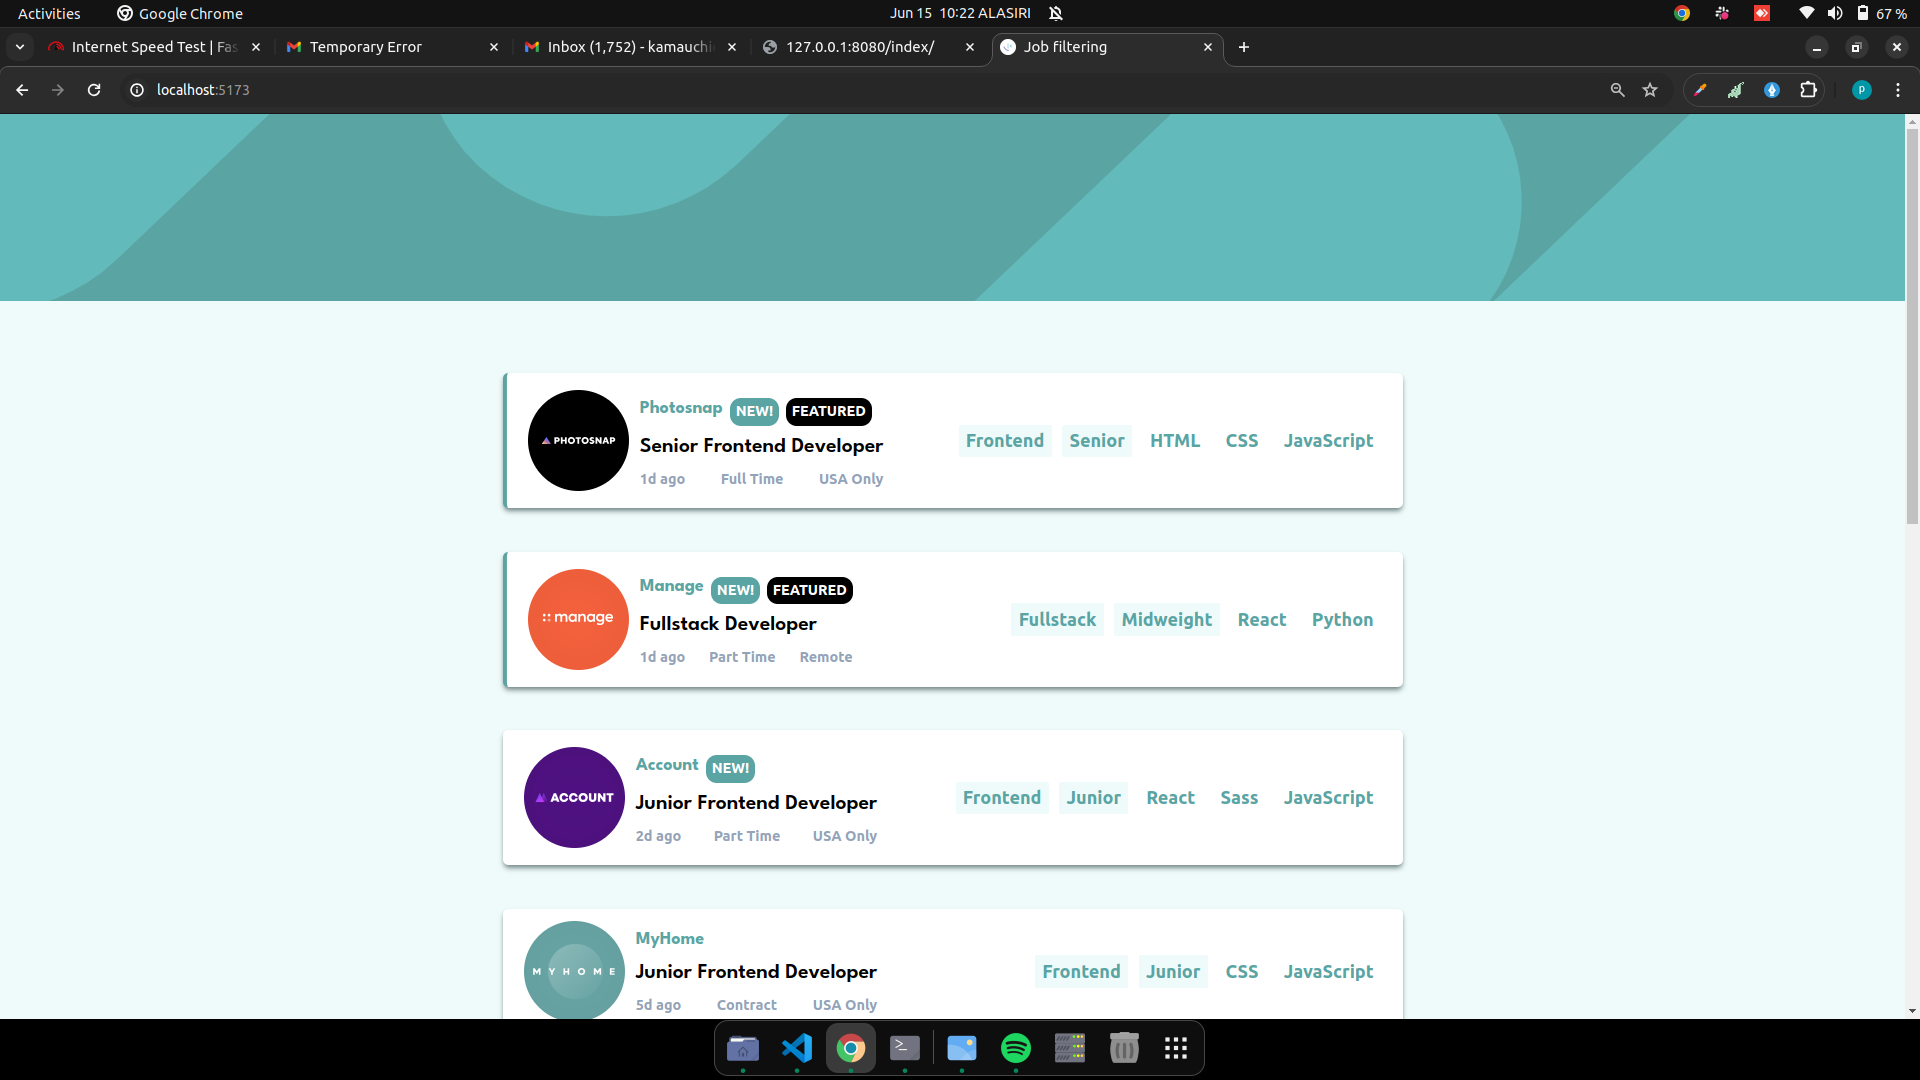 Activities Google Chrome Jun 15 10:22 ALASIRI 67 %
Internet Speed Test | Fas Temporary Error Inbox (1,752) - kamauchi 127.0.0.1:8080/index/ Job filtering
localhost:5173 P
PHOTOSNAP
Photosnap NEW! FEATURED
Senior Frontend Developer
1d ago Full Time USA Only
Frontend Senior HTML CSS JavaScript
manage
Manage NEW! FEATURED
Fullstack Developer
1d ago Part Time Remote
Fullstack Midweight React Python
ACCOUNT
Account NEW!
Junior Frontend Developer
2d ago Part Time USA Only
Frontend Junior React Sass JavaScript
MYHOME
MyHome
Junior Frontend Developer
5d ago Contract USA Only
Frontend Junior CSS JavaScript